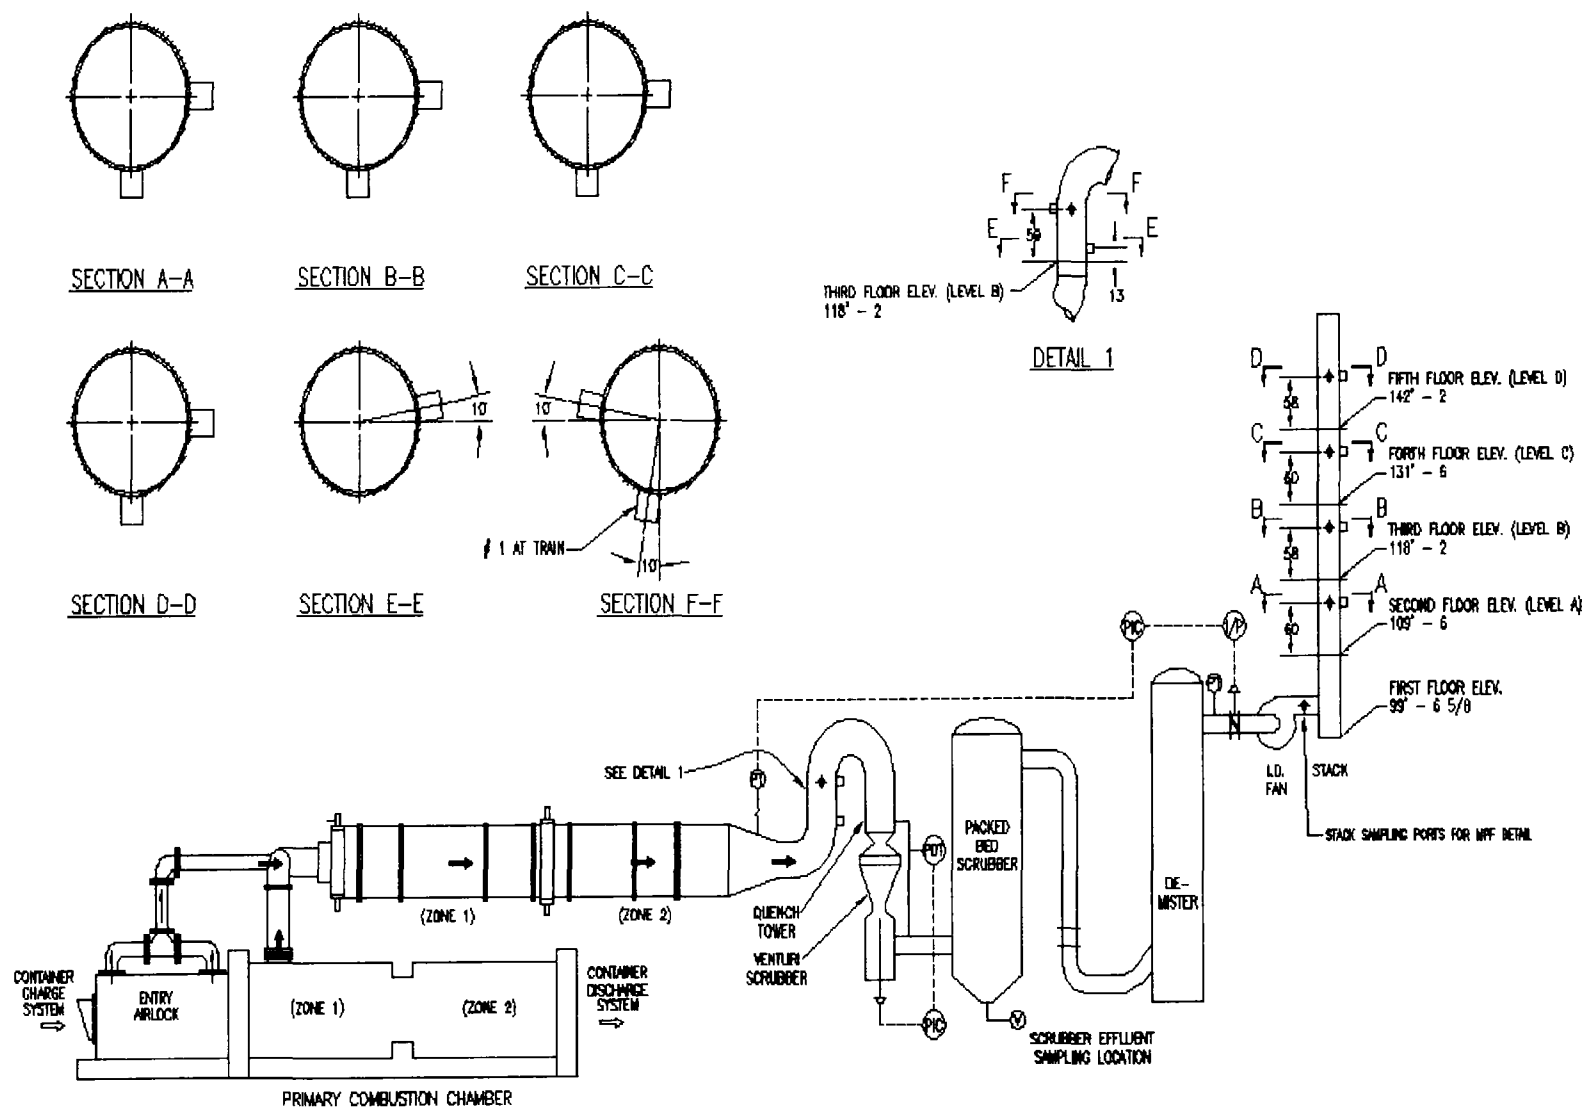 SECTION A-A
SECTION B-B
SECTION C-C
F
F
E
E
59
13
THIRD FLOOR ELEV. (LEVEL B)
118' - 2
DETAIL 1
10
10
10
1 AT TRAIN
SECTION D-D
SECTION E-E
SECTION F-F
D
D
58
FIFTH FLOOR ELEV. (LEVEL D)
142' - 2
C
C
60
FORTH FLOOR ELEV. (LEVEL C)
131' - 6
B
B
58
THIRD FLOOR ELEV. (LEVEL B)
118' - 2
A
A
60
SECOND FLOOR ELEV. (LEVEL A)
109' - 6
FIRST FLOOR ELEV.
99' - 6 5/8
PIC
I/P
PT
PT
SEE DETAIL 1
I.D.
FAN
STACK
STACK SAMPLING PORTS FOR MPF DETAIL
PACKED
BED
SCRUBBER
PDT
DE-
MISTER
(ZONE 1)
(ZONE 2)
QUENCH
TOWER
VENTURI
SCRUBBER
CONTAINER
CHARGE
SYSTEM
ENTRY
AIRLOCK
(ZONE 1)
(ZONE 2)
CONTAINER
DISCHARGE
SYSTEM
PIC
SCRUBBER EFFLUENT
SAMPLING LOCATION
PRIMARY COMBUSTION CHAMBER